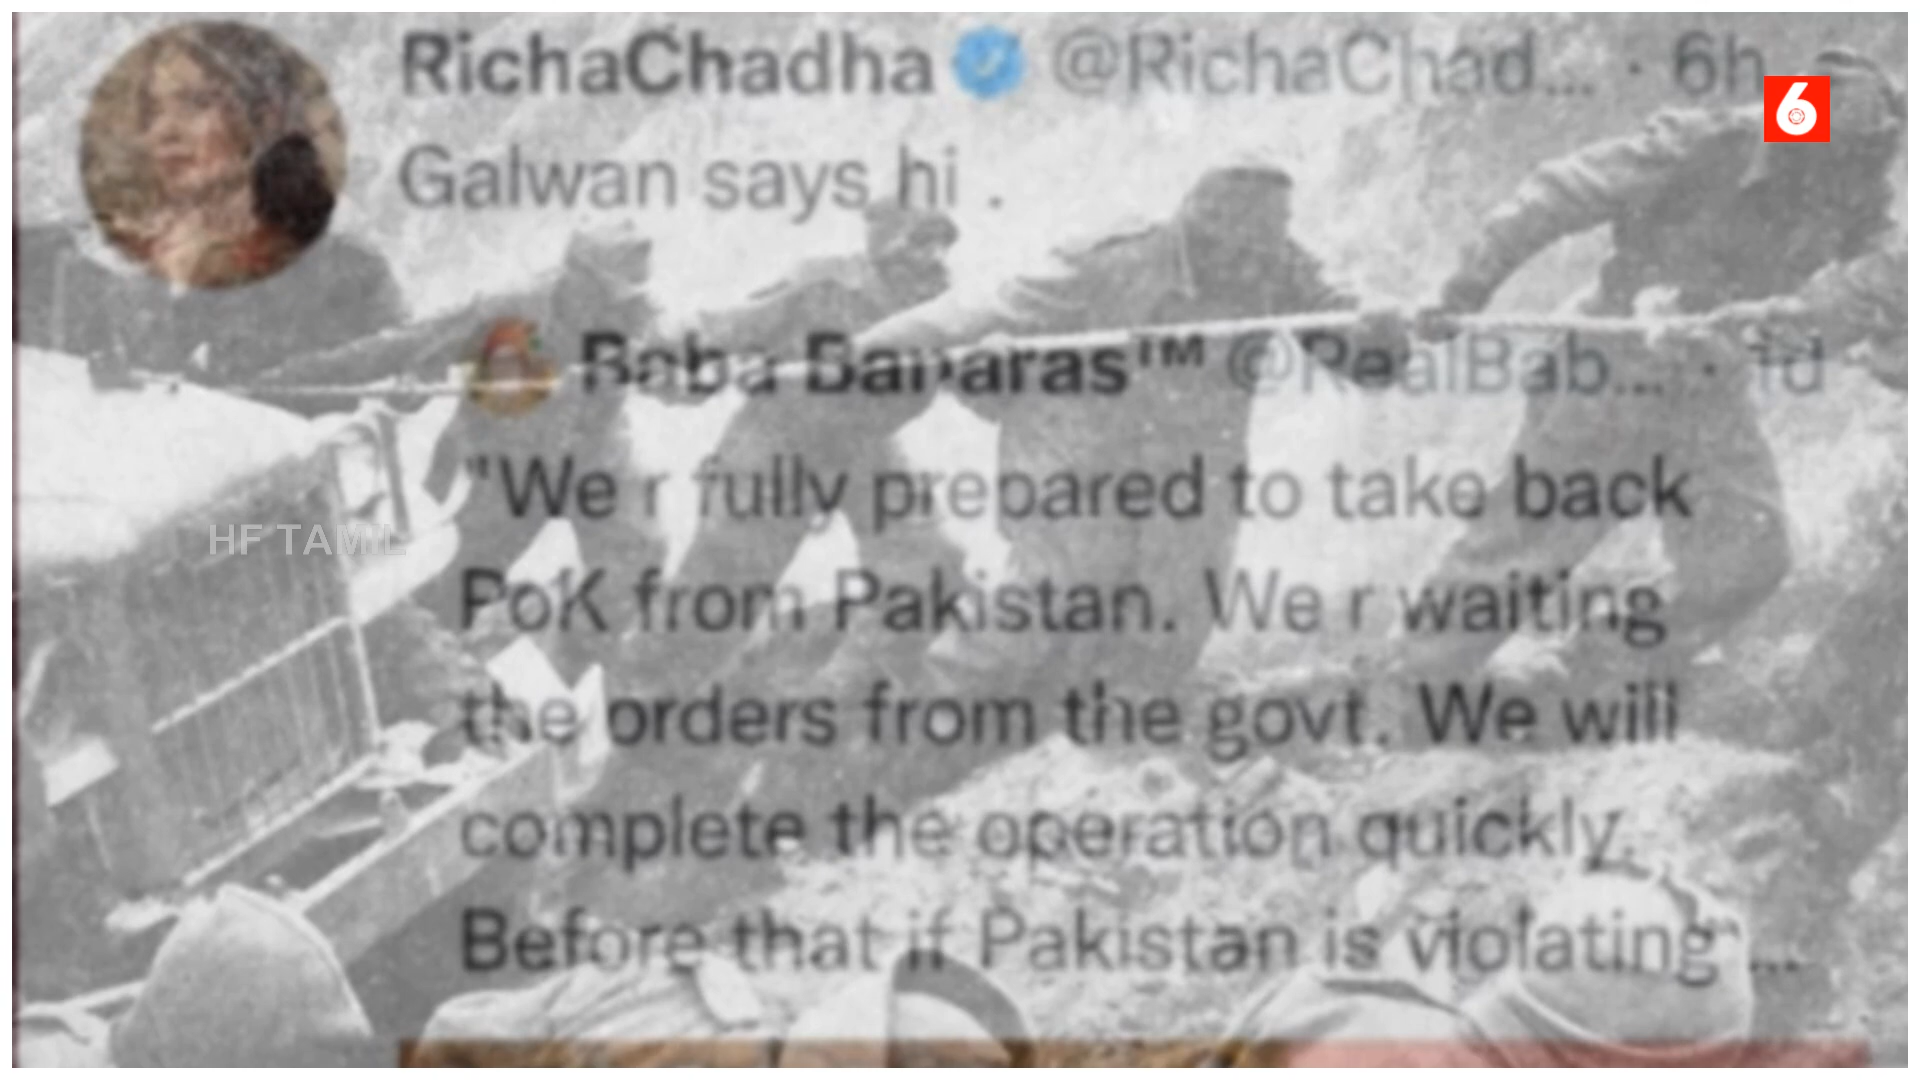 RichaChadha @RichaChad... · 6h
6
Galwan says hi .
Baba Banaras™ @RealBab... · 1d
"We r fully prepared to take back
PoK from Pakistan. We r waiting
the orders from the govt. We will
complete the operation quickly.
Before that if Pakistan is violating" ...
HF TAMIL